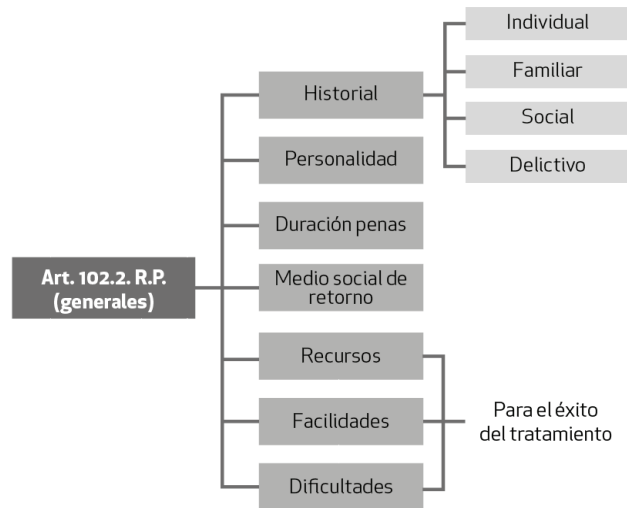 Art. 102.2. R.P.
(generales)
Historial
Individual
Familiar
Social
Delictivo
Personalidad
Duración penas
Medio social de
retorno
Recursos
Facilidades
Dificultades
Para el éxito
del tratamiento